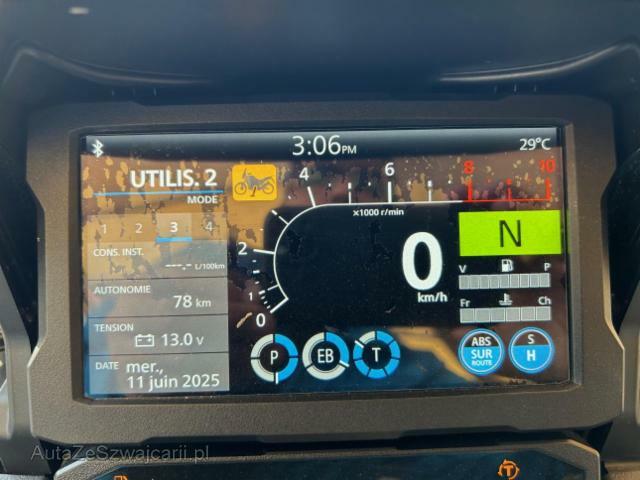 3:06PM
29°C
UTILIS. 2
MODE
4 6 8 10
1 2 3 4
x1000 r/min
N
CONS. INST.
--.- L/100km
2
0
km/h
V P
AUTONOMIE
78 km
1
0
Fr Ch
TENSION
13.0 V
P EB T
ABS
SUR
ROUTE
S
H
DATE mer.,
11 juin 2025
AutaZeSzwajcarii.pl
T